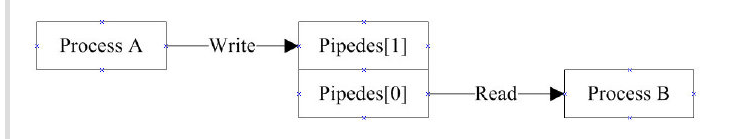 Process A
Write
Pipedes[1]
Pipedes[0]
Read
Process B